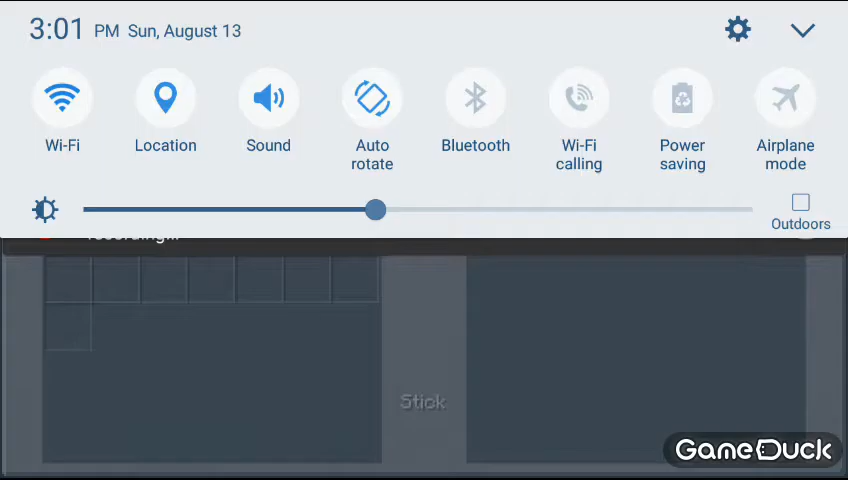 3:01 PM Sun, August 13
Wi-Fi
Location
Sound
Auto
rotate
Bluetooth
Wi-Fi
calling
Power
saving
Airplane
mode
Outdoors
recording...
Stick
GameDuck